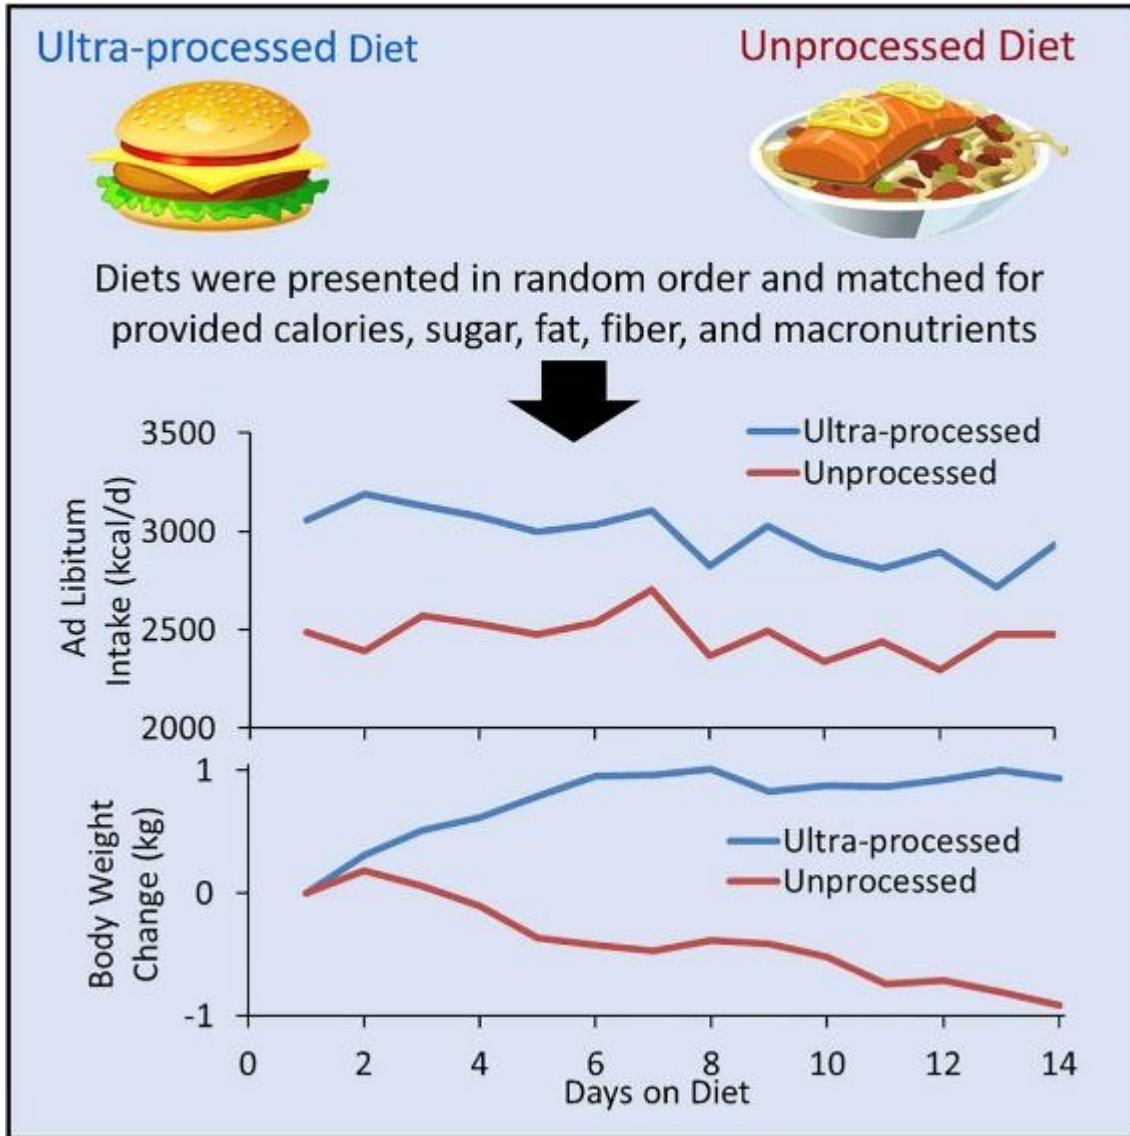 Ultra-processed Diet
Unprocessed Diet
Diets were presented in random order and matched for
provided calories, sugar, fat, fiber, and macronutrients
Ad Libitum
Intake (kcal/d)
3500
3000
2500
2000
Ultra-processed
Unprocessed
Body Weight
Change (kg)
1
0
-1
Ultra-processed
Unprocessed
0 2 4 6 8 10 12 14
Days on Diet